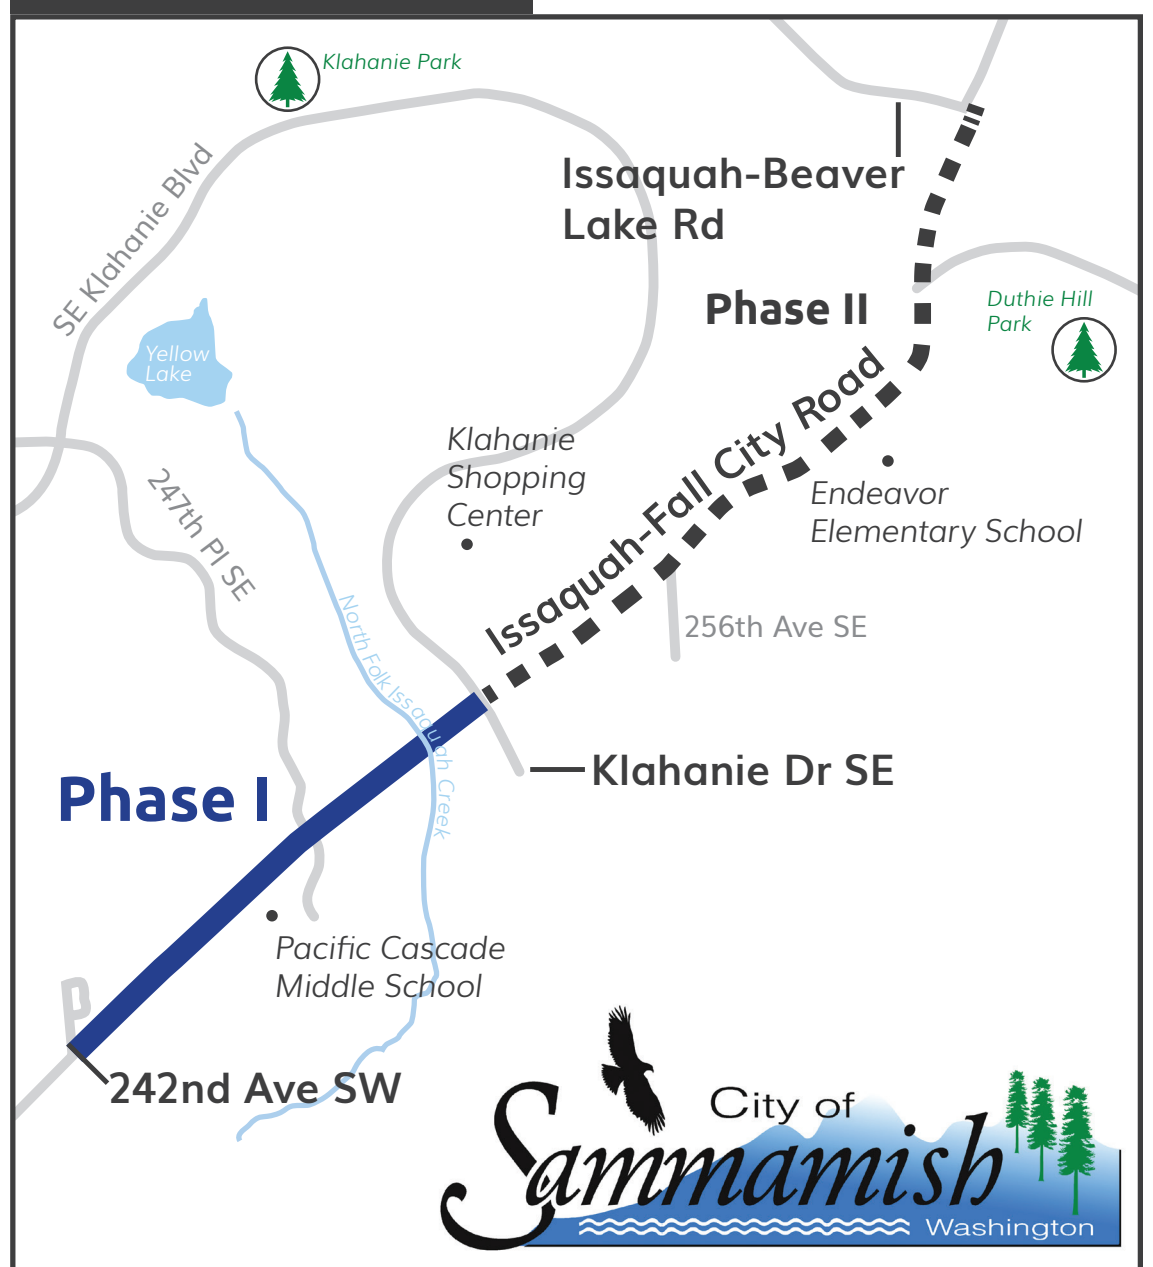 Klahanie Park
SE Klahanie Blvd
Issaquah-Beaver
Lake Rd
Phase II
Duthie Hill
Park
Yellow
Lake
Issaquah-Fall City Road
Klahanie
Shopping
Center
247th Pl SE
Endeavor
Elementary School
North Folk Issaquah Creek
256th Ave SE
Klahanie Dr SE
Phase I
Pacific Cascade
Middle School
242nd Ave SW
City of
Sammamish
Washington